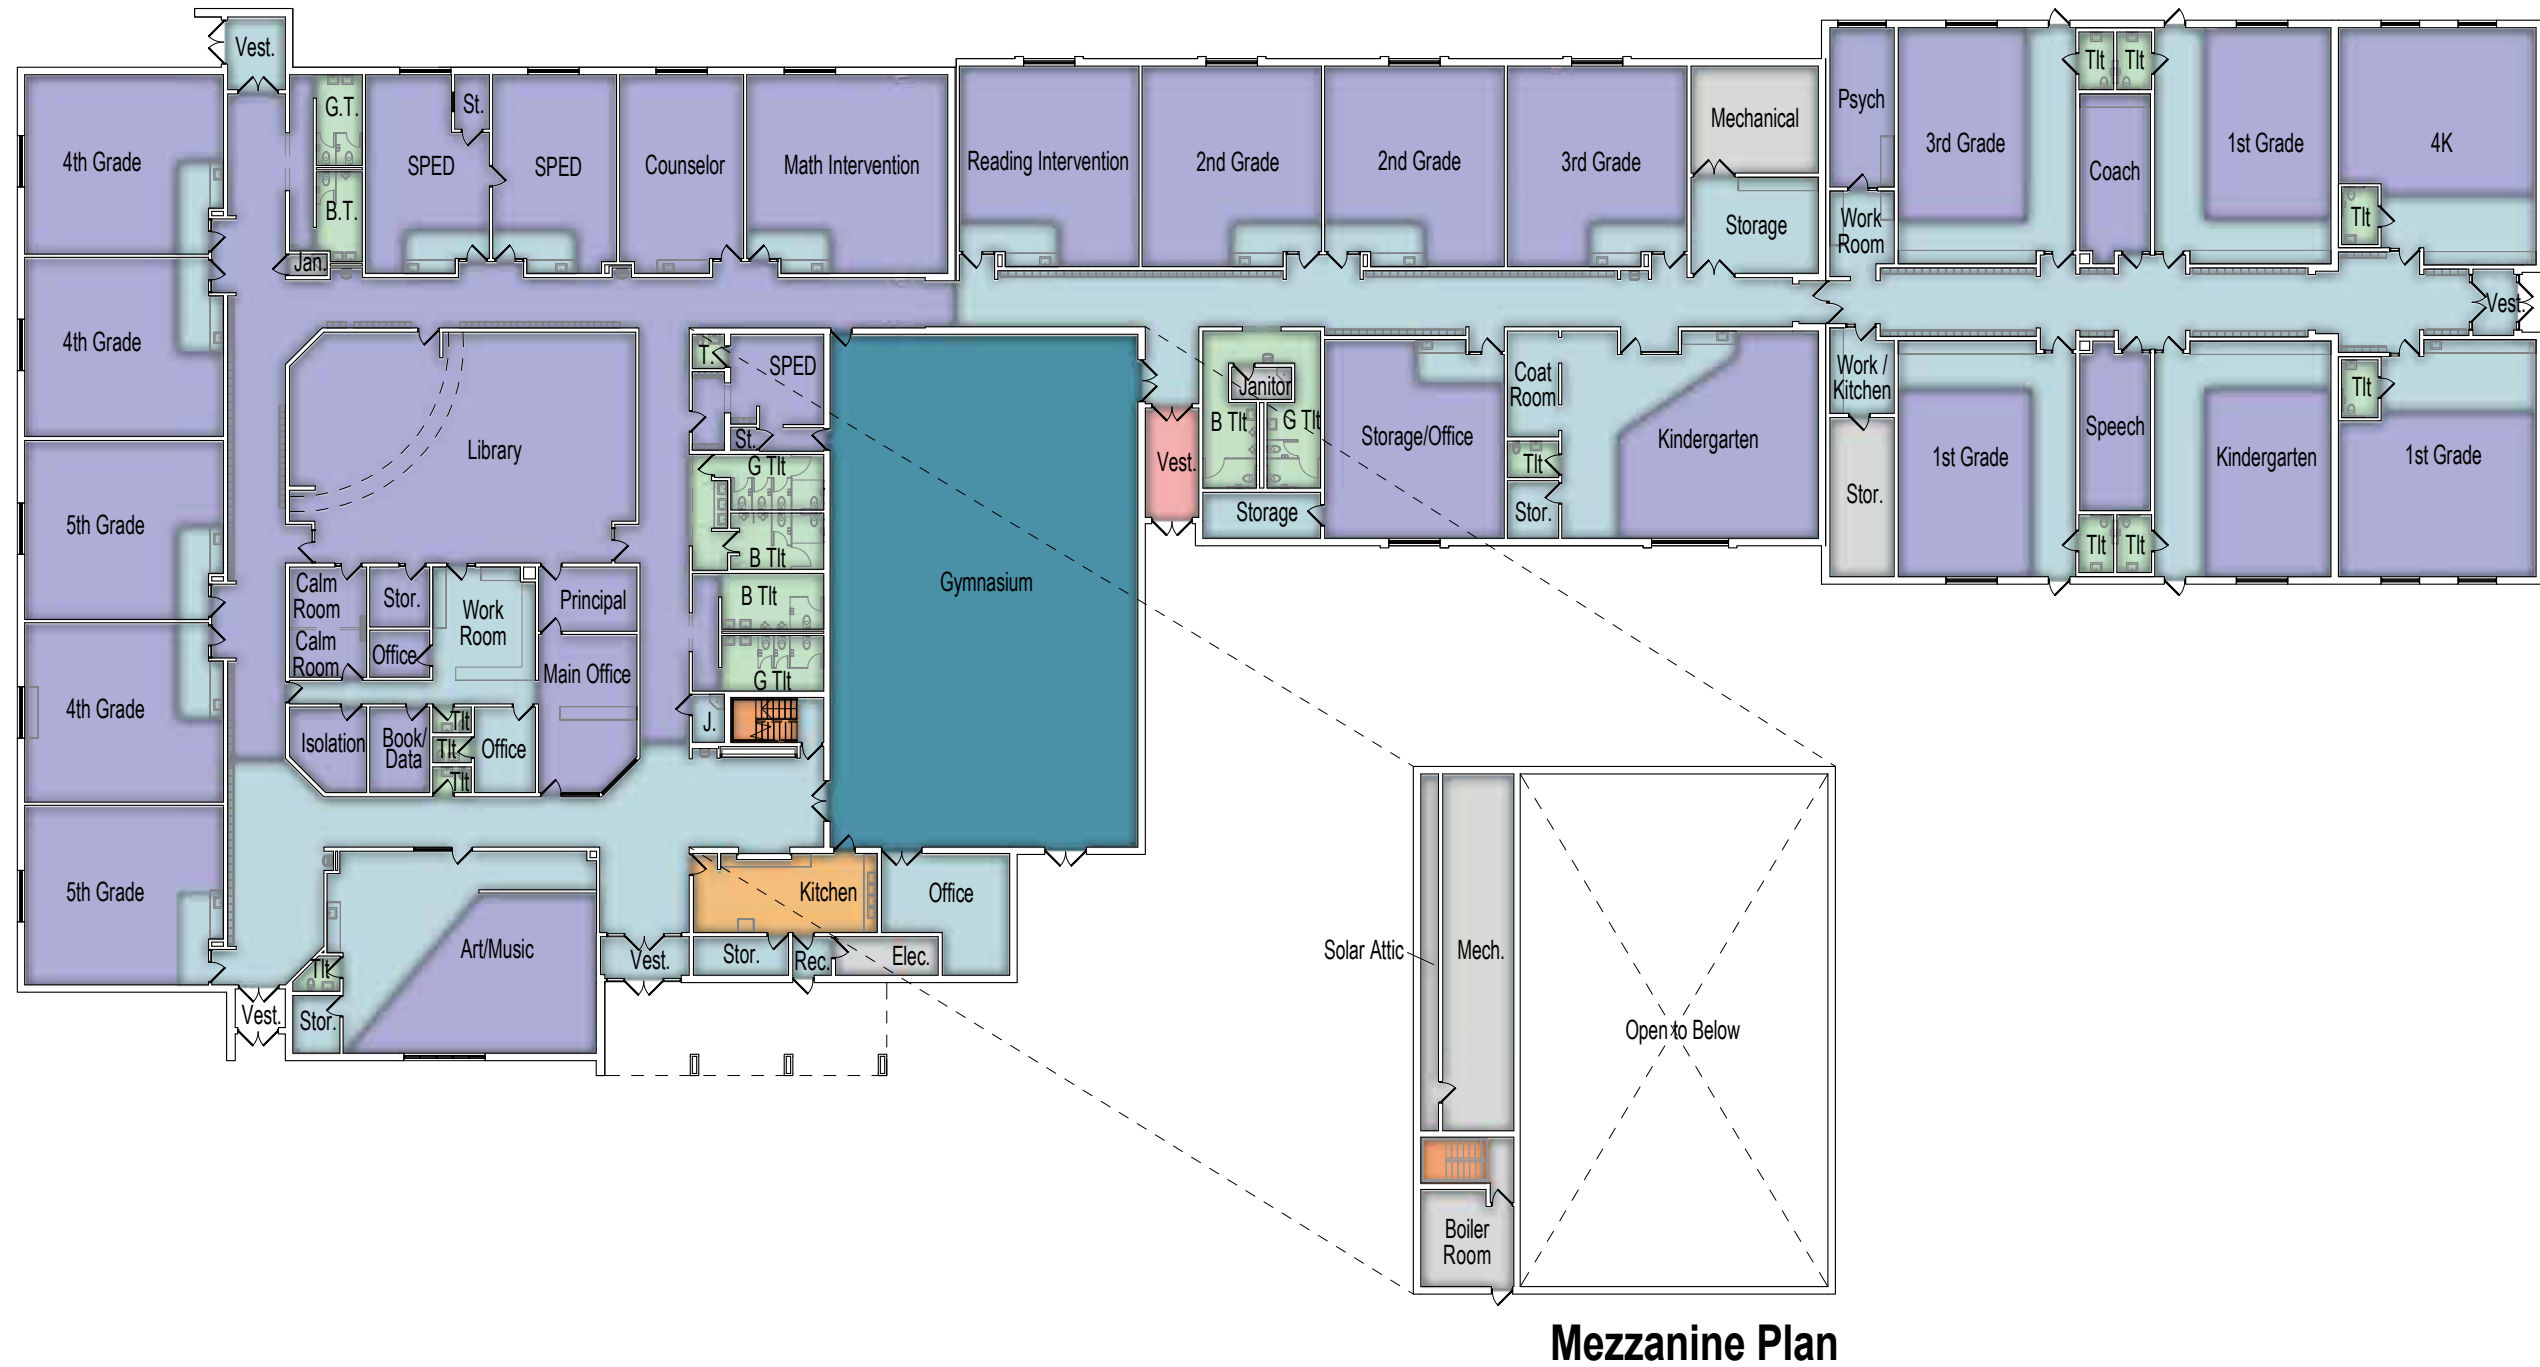 Vest.
4th Grade
G.T.
B.T.
Jan.
SPED
St.
SPED
Counselor
Math Intervention
Reading Intervention
2nd Grade
2nd Grade
3rd Grade
Mechanical
Storage
Psych
Work
Room
3rd Grade
Tlt
Tlt
Coach
1st Grade
4K
Tlt
Vest.
4th Grade
Library
T.
SPED
St.
G Tlt
B Tlt
B Tlt
G Tlt
J.
Gymnasium
Vest.
Janitor
B Tlt
G Tlt
Storage
Storage/Office
Coat
Room
Tlt
Stor.
Kindergarten
Work /
Kitchen
Stor.
1st Grade
Speech
Tlt
Tlt
Kindergarten
Tlt
1st Grade
5th Grade
Calm
Room
Calm
Room
Stor.
Office
Work
Room
Principal
Main Office
4th Grade
Isolation
Book/
Data
Tlt
Tlt
Tlt
Office
5th Grade
Art/Music
Tlt
Stor.
Vest.
Vest.
Kitchen
Stor.
Rec.
Elec.
Office
Solar Attic
Mech.
Open to Below
Boiler
Room
Mezzanine Plan